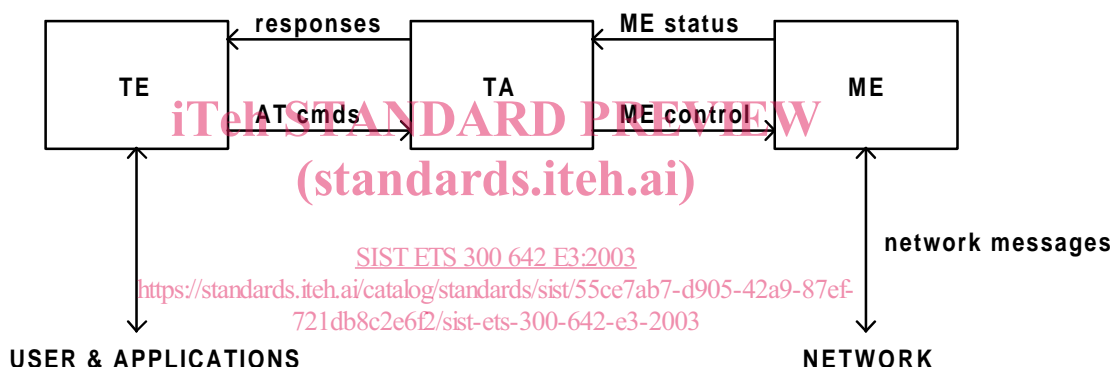 responses
ME status
TE
TA
ME
AT cmds
ME control
iTeh STANDARD PREVIEW
(standards.iteh.ai)
network messages
SIST ETS 300 642 E3:2003
https://standards.iteh.ai/catalog/standards/sist/55ce7ab7-d905-42a9-87ef-
721db8c2e6f2/sist-ets-300-642-e3-2003
USER & APPLICATIONS
NETWORK